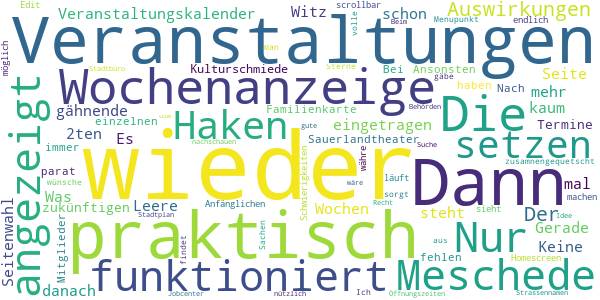 Edit
scrollbar
Veranstaltungskalender
Witz
volle
schon
Menüpunkt
Auswirkungen
endlich
möglich
Veranstaltungen
Beim
Man
Stadtbüro
Kulturschmiede
Sterne
Bei
Ansonsten
Seite
Wochenanzeige
gabe
haben
Nach
mehr
angezeigt
gähnende
Familienkarte
Behörden
Die
kaum
einzelnen
Haken
eingetragen
Termine
2ten
Es
Sauerlandtheater
setzen
immer
gute
Suche
zusammengequetscht
parat
wieder
nachschauen
währe
Dann
mal
wünsche
Schwierigkeiten
wäre
läuft
machen
Was
Leere
Anfänglichen
sorgt
Seitenwahl
zukünftigen
Stadtplan
Wochen
Recht
steht
sieht
Der
Idee
Mitglieder
praktisch
Nur
Gerade
findet
Sachen
aus
Keine
danach
funktioniert
fehlen
Homescreen
Meschede
Jobcenter
nützlich
Ich
Öffnungszeiten
Strassennamen